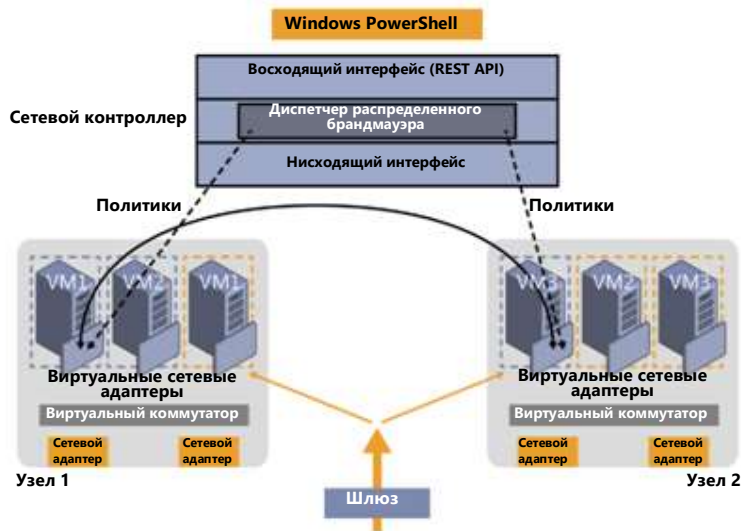 Windows PowerShell
Восходящий интерфейс (REST API)
Сетевой контроллер
Диспетчер распределенного
брандмауэра
Нисходящий интерфейс
Политики
Политики
VM1
VM2
VM1
VM3
VM2
VM3
Виртуальные сетевые
адаптеры
Виртуальные сетевые
адаптеры
Виртуальный коммутатор
Виртуальный коммутатор
Сетевой
адаптер
Сетевой
адаптер
Сетевой
адаптер
Сетевой
адаптер
Узел 1
Узел 2
Шлюз